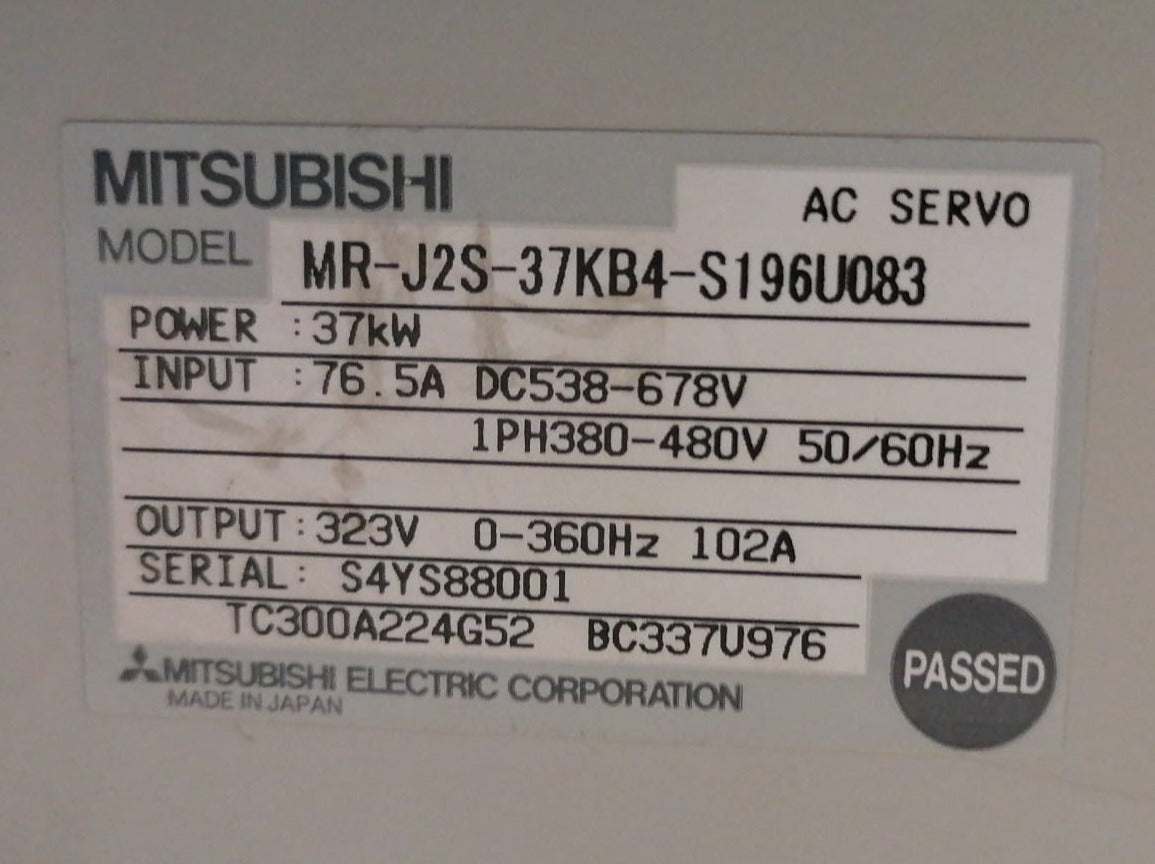 MITSUBISHI
AC SERVO
MODEL MR-J2S-37KB4-S196U083
POWER :37kW
INPUT :76.5A DC538-678V
1PH380-480V 50/60Hz
OUTPUT:323V 0-360Hz 102A
SERIAL: S4YS88001
TC300A224G52 BC337U976
PASSED
MITSUBISHI ELECTRIC CORPORATION
MADE IN JAPAN